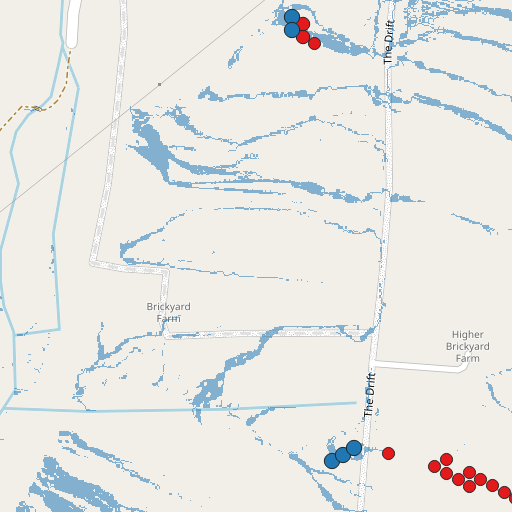 The Drift
Brickyard
Farm
Higher
Brickyard
Farm
The Drift